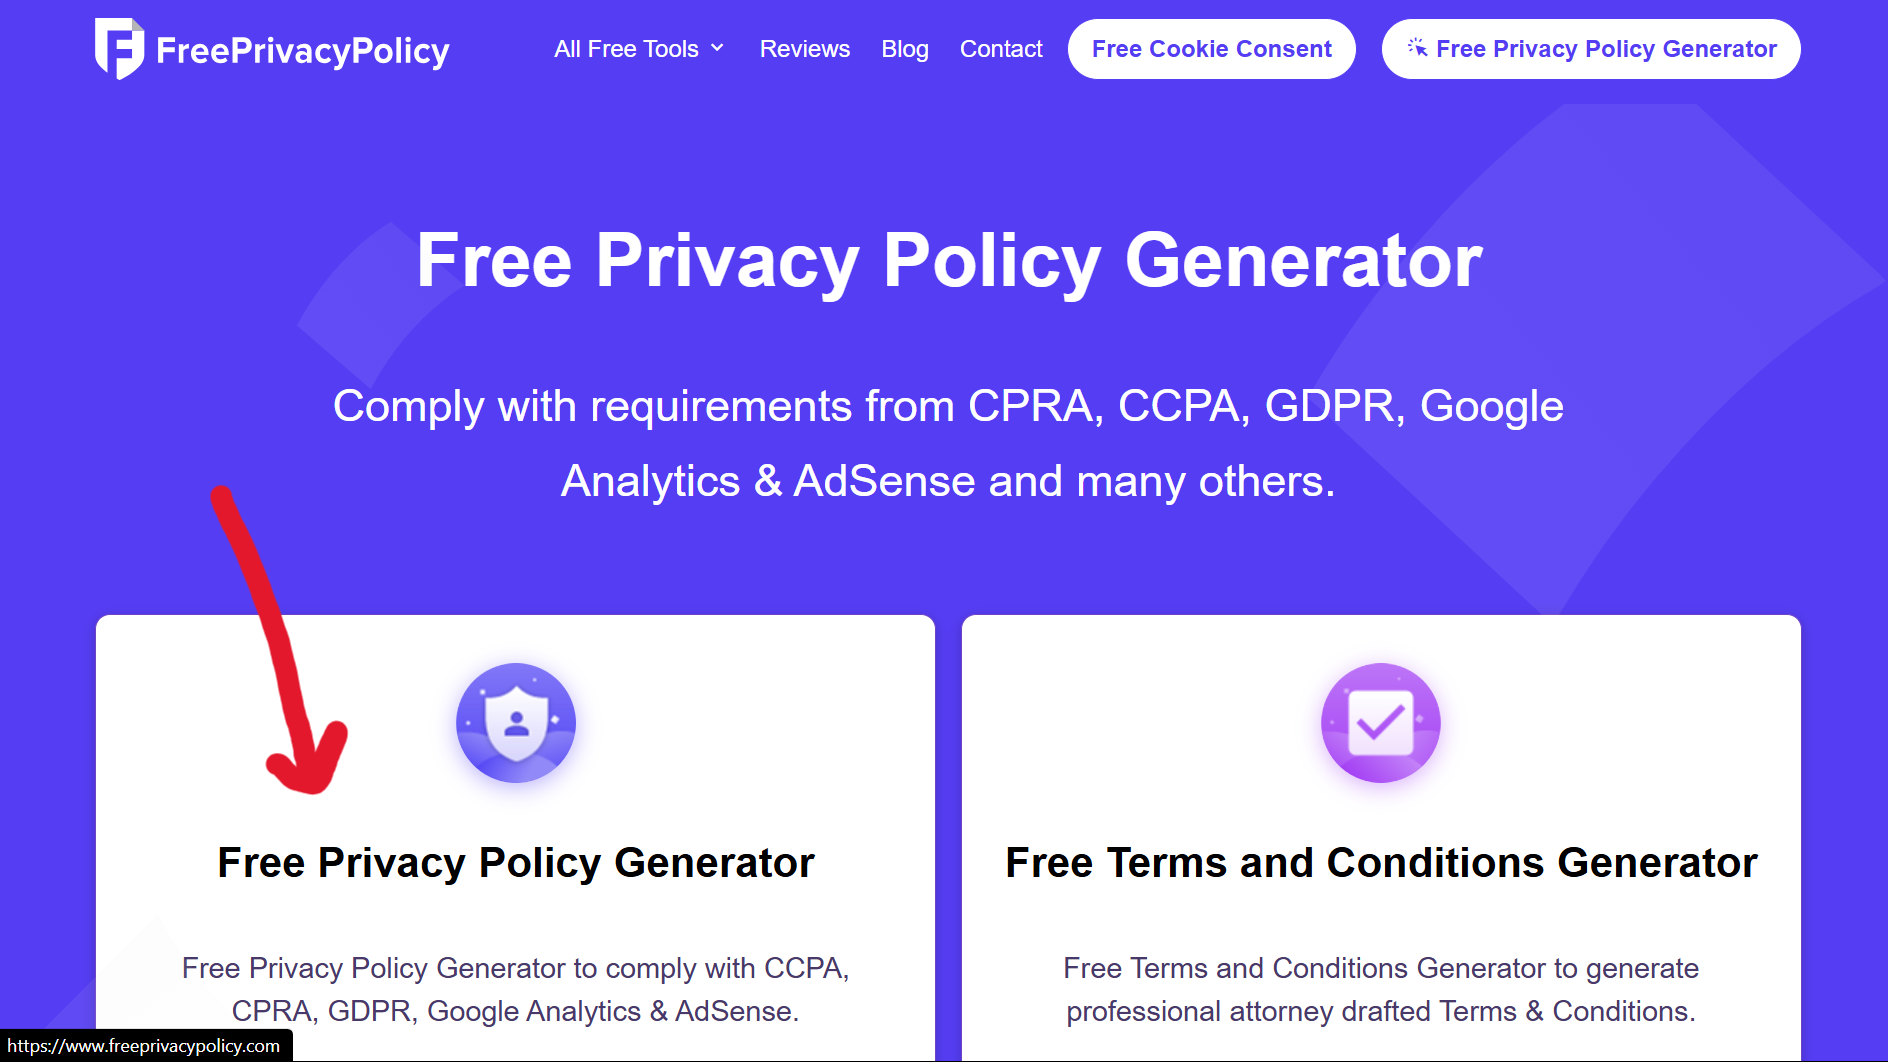 FreePrivacyPolicy
All Free Tools
Reviews
Blog
Contact
Free Cookie Consent
Free Privacy Policy Generator
Free Privacy Policy Generator
Comply with requirements from CPRA, CCPA, GDPR, Google
Analytics & AdSense and many others.
Free Privacy Policy Generator
Free Privacy Policy Generator to comply with CCPA,
CPRA, GDPR, Google Analytics & AdSense.
Free Terms and Conditions Generator
Free Terms and Conditions Generator to generate
professional attorney drafted Terms & Conditions.
https://www.freeprivacypolicy.com